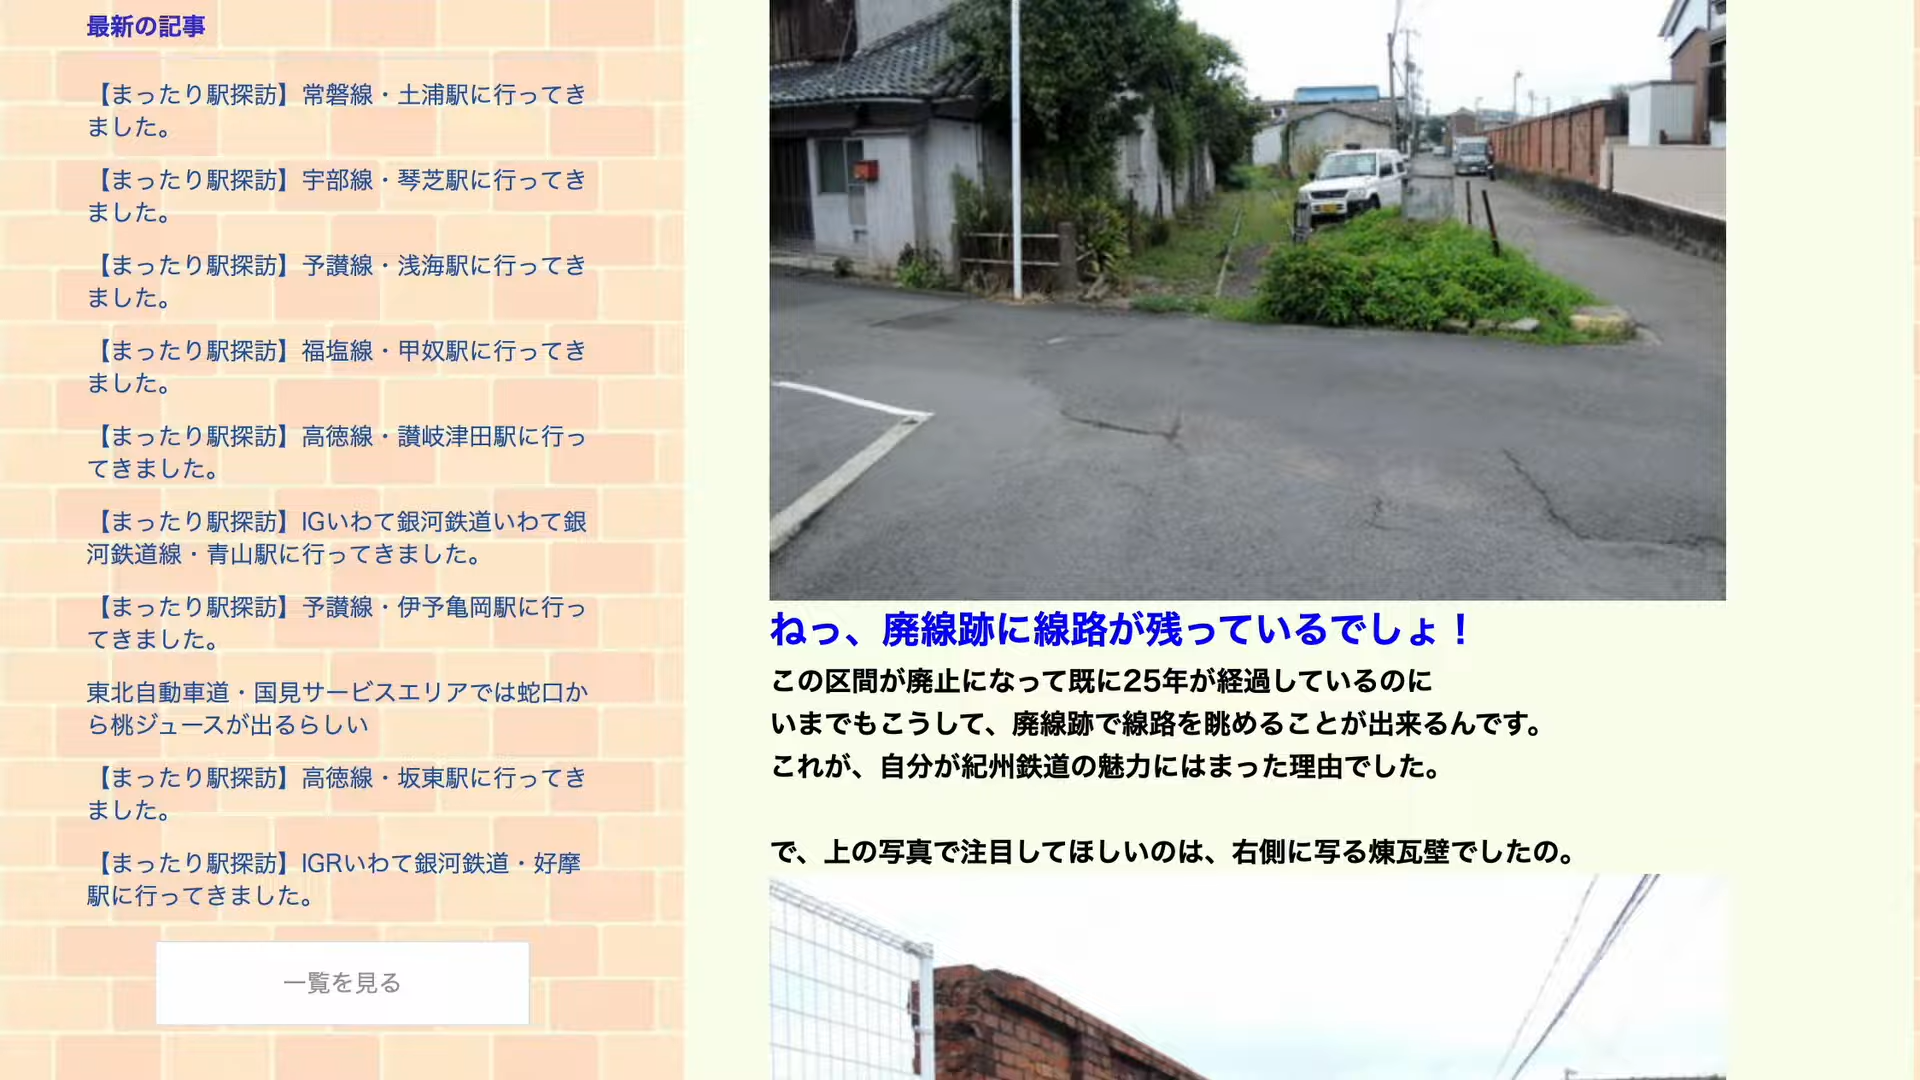 最新の記事
【まったり駅探訪】常磐線・土浦駅に行ってき
ました。
【まったり駅探訪】宇部線・琴芝駅に行ってき
ました。
【まったり駅探訪】予讃線・浅海駅に行ってき
ました。
【まったり駅探訪】福塩線・甲奴駅に行ってき
ました。
【まったり駅探訪】高徳線・讃岐津田駅に行っ
てきました。
【まったり駅探訪】IGいわて銀河鉄道いわて銀
河鉄道線・青山駅に行ってきました。
【まったり駅探訪】予讃線・伊予亀岡駅に行っ
てきました。
東北自動車道・国見サービスエリアでは蛇口か
ら桃ジュースが出るらしい
【まったり駅探訪】高徳線・坂東駅に行ってき
ました。
【まったり駅探訪】IGRいわて銀河鉄道・好摩
駅に行ってきました。
一覧を見る
ねっ、廃線跡に線路が残っているでしょ！
この区間が廃止になって既に25年が経過しているのに
いまでもこうして、廃線跡で線路を眺めることが出来るんです。
これが、自分が紀州鉄道の魅力にはまった理由でした。
で、上の写真で注目してほしいのは、右側に写る煉瓦壁でしたの。